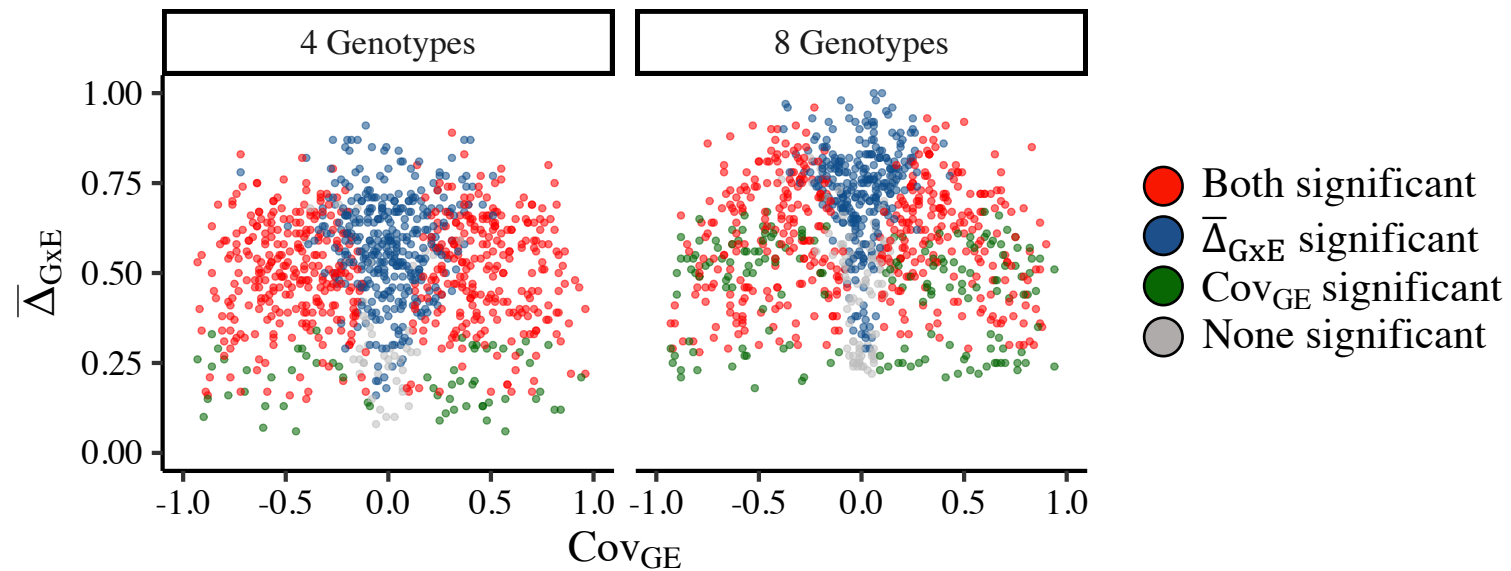 4 Genotypes
8 Genotypes
1.00
0.75
0.50
0.25
0.00
Δ̅GxE
-1.0 -0.5 0.0 0.5 1.0
-1.0 -0.5 0.0 0.5 1.0
CovGE
Both significant
Δ̅GxE significant
CovGE significant
None significant